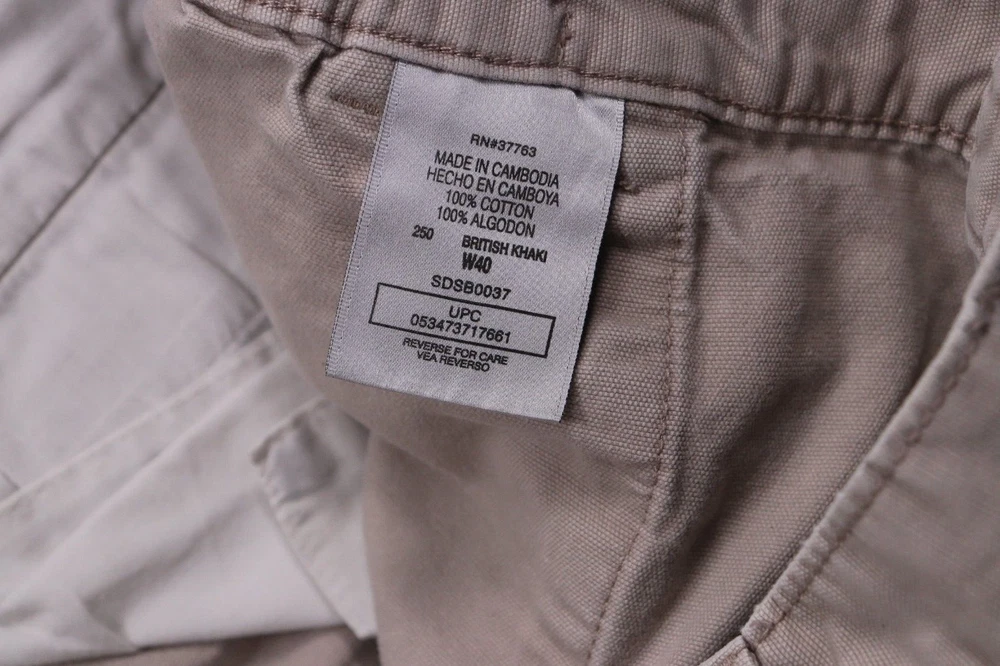 RN#37763
MADE IN CAMBODIA
HECHO EN CAMBOYA
100% COTTON
100% ALGODON
250 BRITISH KHAKI
W40
SDSB0037
UPC
053473717661
REVERSE FOR CARE
VEA REVERSO